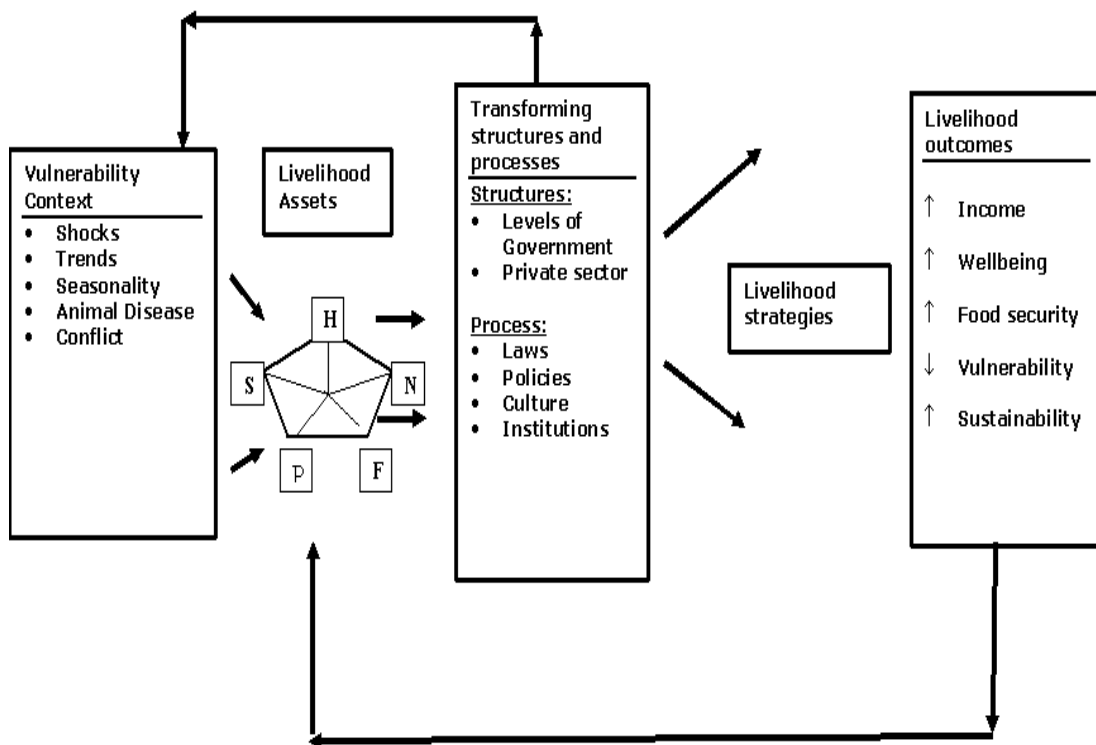 Vulnerability
Context
• Shocks
• Trends
• Seasonality
• Animal Disease
• Conflict
Livelihood
Assets
H
S
N
p
F
Transforming
structures and
processes
Structures:
• Levels of
Government
• Private sector
Process:
• Laws
• Policies
• Culture
• Institutions
Livelihood
strategies
Livelihood
outcomes
↑ Income
↑ Wellbeing
↑ Food security
↓ Vulnerability
↑ Sustainability